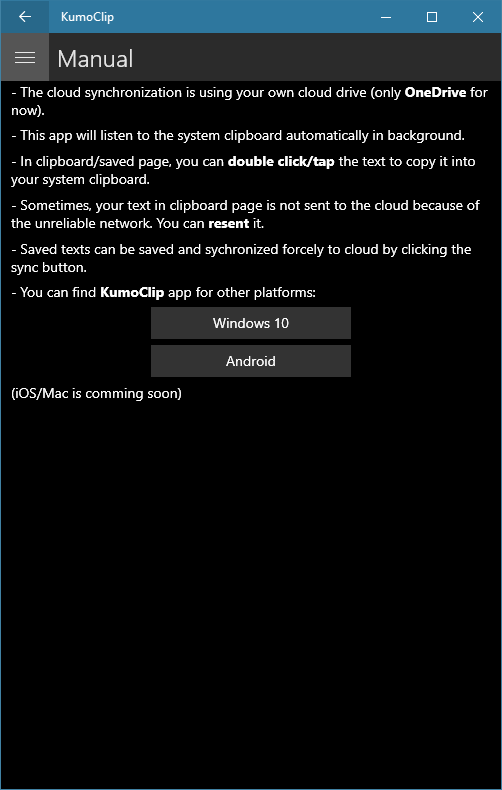 KumoClip
Manual
- The cloud synchronization is using your own cloud drive (only OneDrive for
now).
- This app will listen to the system clipboard automatically in background.
- In clipboard/saved page, you can double click/tap the text to copy it into
your system clipboard.
- Sometimes, your text in clipboard page is not sent to the cloud because of
the unreliable network. You can resent it.
- Saved texts can be saved and sychronized forcely to cloud by clicking the
sync button.
- You can find KumoClip app for other platforms:
Windows 10
Android
(iOS/Mac is comming soon)